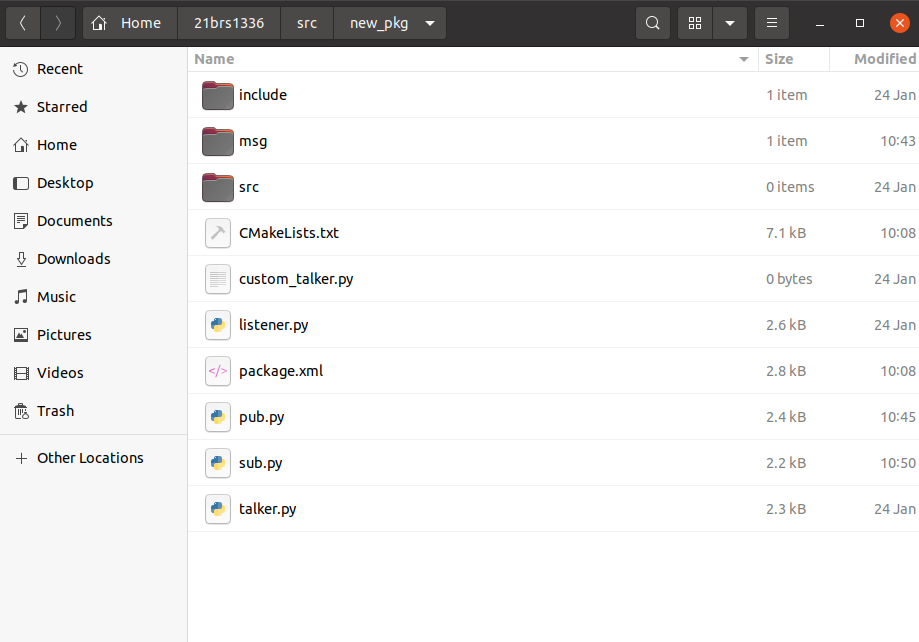 Home 21brs1336 src new_pkg
Name Size Modified
Recent
Starred
Home
Desktop
Documents
Downloads
Music
Pictures
Videos
Trash
Other Locations
include 1 item 24 Jan
msg 1 item 10:43
src 0 items 24 Jan
CMakeLists.txt 7.1 kB 10:08
custom_talker.py 0 bytes 24 Jan
listener.py 2.6 kB 24 Jan
package.xml 2.8 kB 10:08
pub.py 2.4 kB 10:45
sub.py 2.2 kB 10:50
talker.py 2.3 kB 24 Jan